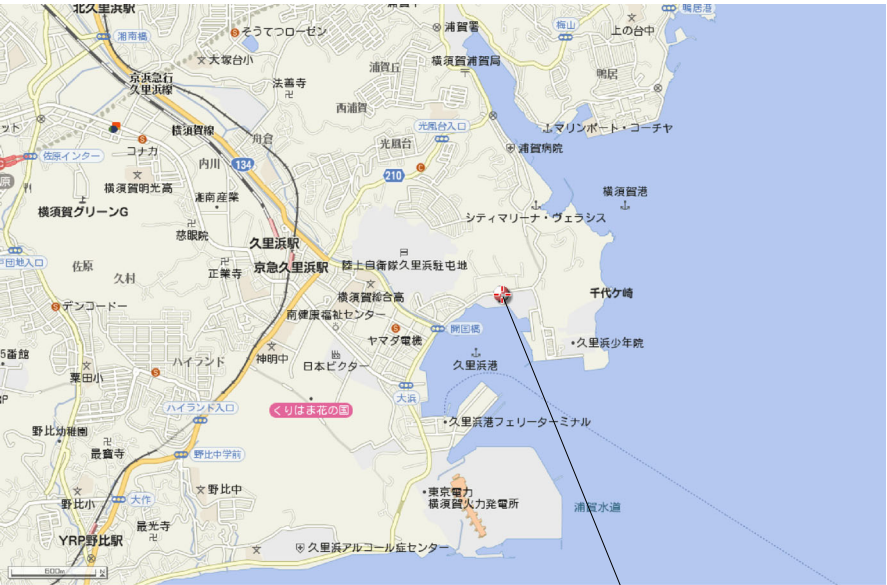 北久里浜駅
鴨居港
湘南橋
そうてつローゼン
浦賀署
梅山
上の台中
大塚台小
横須賀浦賀局
浦賀丘
鴨居
京浜急行
久里浜線
法善寺
西浦賀
横須賀線
舟倉
光風台入口
マリンポート・コーチヤ
コナカ
光風台
浦賀病院
佐原インター
内川
134
210
横須賀明光高
湘南産業
横須賀港
横須賀グリーンG
シティマリーナ・ヴェラシス
慈眼院
久里浜駅
団地入口
佐原
久村
正業寺
京急久里浜駅
陸上自衛隊久里浜駐屯地
横須賀総合高
千代ケ崎
デンコードー
南健康福祉センター
開国橋
ヤマダ電機
久里浜少年院
5番館
ハイランド
神明中
日本ビクター
久里浜港
粟田小
大浜
ハイランド入口
くりはま花の国
久里浜港フェリーターミナル
野比幼稚園
最寶寺
野比中学前
野比小
大作
野比中
東京電力
横須賀火力発電所
浦賀水道
最光寺
YRP野比駅
久里浜アルコール症センター
600m
N